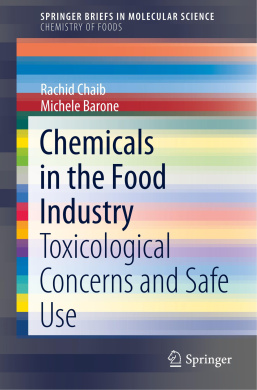 SPRINGER BRIEFS IN MOLECULAR SCIENCE
CHEMISTRY OF FOODS
Rachid Chaib
Michele Barone
Chemicals
in the Food
Industry
Toxicological
Concerns and Safe
Use
Springer